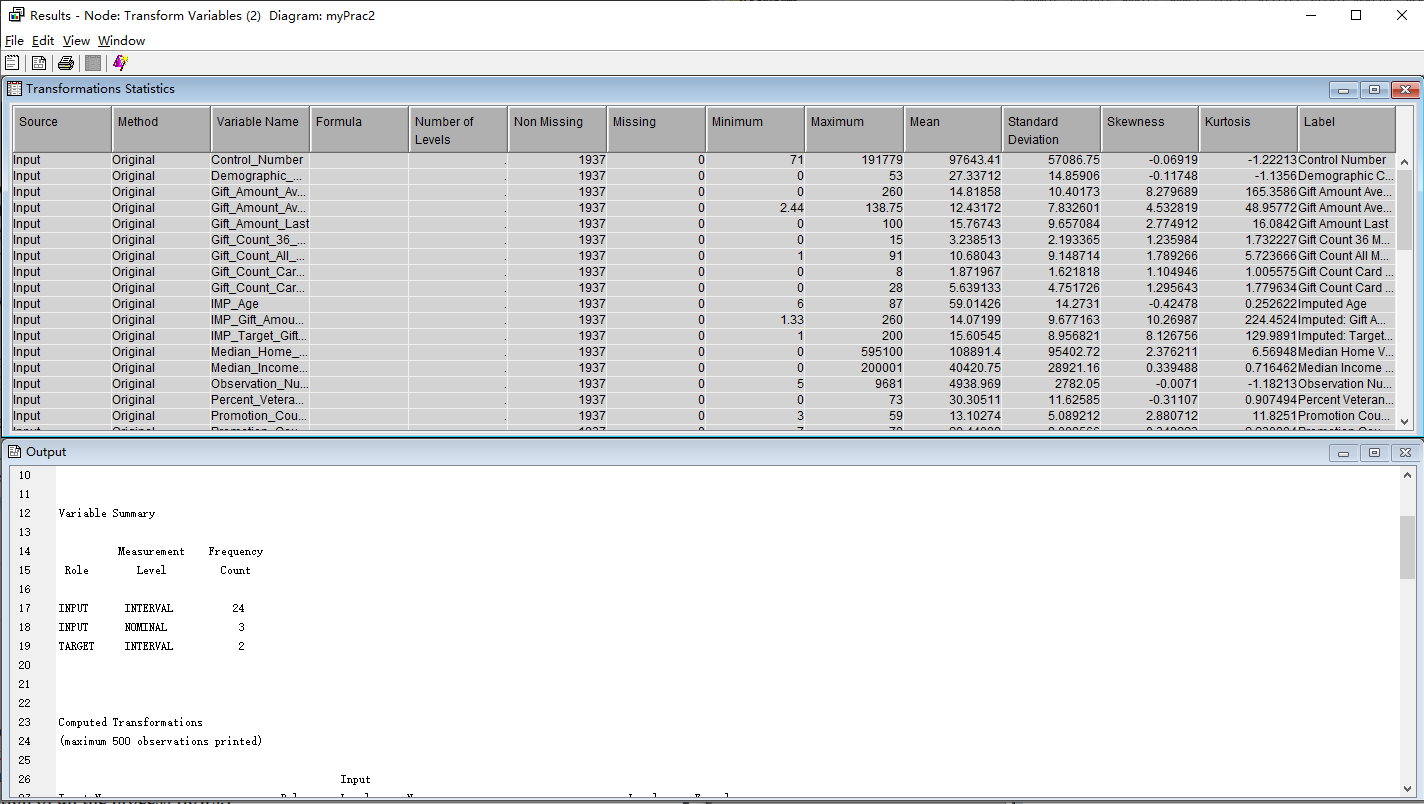 Results - Node: Transform Variables (2)  Diagram: myPrac2
File Edit View Window
Transformations Statistics
Source Method Variable Name Formula Number of Levels Non Missing Missing Minimum Maximum Mean Standard Deviation Skewness Kurtosis Label
Input Original Control_Number . 1937 0 71 191779 97643.41 57086.75 -0.06919 -1.22213 Control Number
Input Original Demographic_... . 1937 0 0 53 27.33712 14.85906 -0.11748 -1.1356 Demographic C...
Input Original Gift_Amount_Av... . 1937 0 0 260 14.81858 10.40173 8.279689 165.3586 Gift Amount Ave...
Input Original Gift_Amount_Av... . 1937 0 2.44 138.75 12.43172 7.832601 4.532819 48.95772 Gift Amount Ave...
Input Original Gift_Amount_Last . 1937 0 0 100 15.76743 9.657084 2.774912 16.0842 Gift Amount Last
Input Original Gift_Count_36_... . 1937 0 0 15 3.238513 2.193365 1.235984 1.732227 Gift Count 36 M...
Input Original Gift_Count_All_... . 1937 0 1 91 10.68043 9.148714 1.789266 5.723666 Gift Count All M...
Input Original Gift_Count_Car... . 1937 0 0 8 1.871967 1.621818 1.104946 1.005575 Gift Count Card ...
Input Original Gift_Count_Car... . 1937 0 0 28 5.639133 4.751726 1.295643 1.779634 Gift Count Card ...
Input Original IMP_Age . 1937 0 6 87 59.01426 14.2731 -0.42478 0.252622 Imputed Age
Input Original IMP_Gift_Amou... . 1937 0 1.33 260 14.07199 9.677163 10.26987 224.4524 Imputed: Gift A...
Input Original IMP_Target_Gift... . 1937 0 1 200 15.60545 8.956821 8.126756 129.9891 Imputed: Target...
Input Original Median_Home_... . 1937 0 0 595100 108891.4 95402.72 2.376211 6.56948 Median Home V...
Input Original Median_Income... . 1937 0 0 200001 40420.75 28921.16 0.339488 0.716462 Median Income ...
Input Original Observation_Nu... . 1937 0 5 9681 4938.969 2782.05 -0.0071 -1.18213 Observation Nu...
Input Original Percent_Vetera... . 1937 0 0 73 30.30511 11.62585 -0.31107 0.907494 Percent Veteran...
Input Original Promotion_Cou... . 1937 0 3 59 13.10274 5.089212 2.880712 11.8251 Promotion Cou...
Output
10
11
12 Variable Summary
13
14 Measurement Frequency
15 Role Level Count
16
17 INPUT INTERVAL 24
18 INPUT NOMINAL 3
19 TARGET INTERVAL 2
20
21
22
23 Computed Transformations
24 (maximum 500 observations printed)
25
26 Input